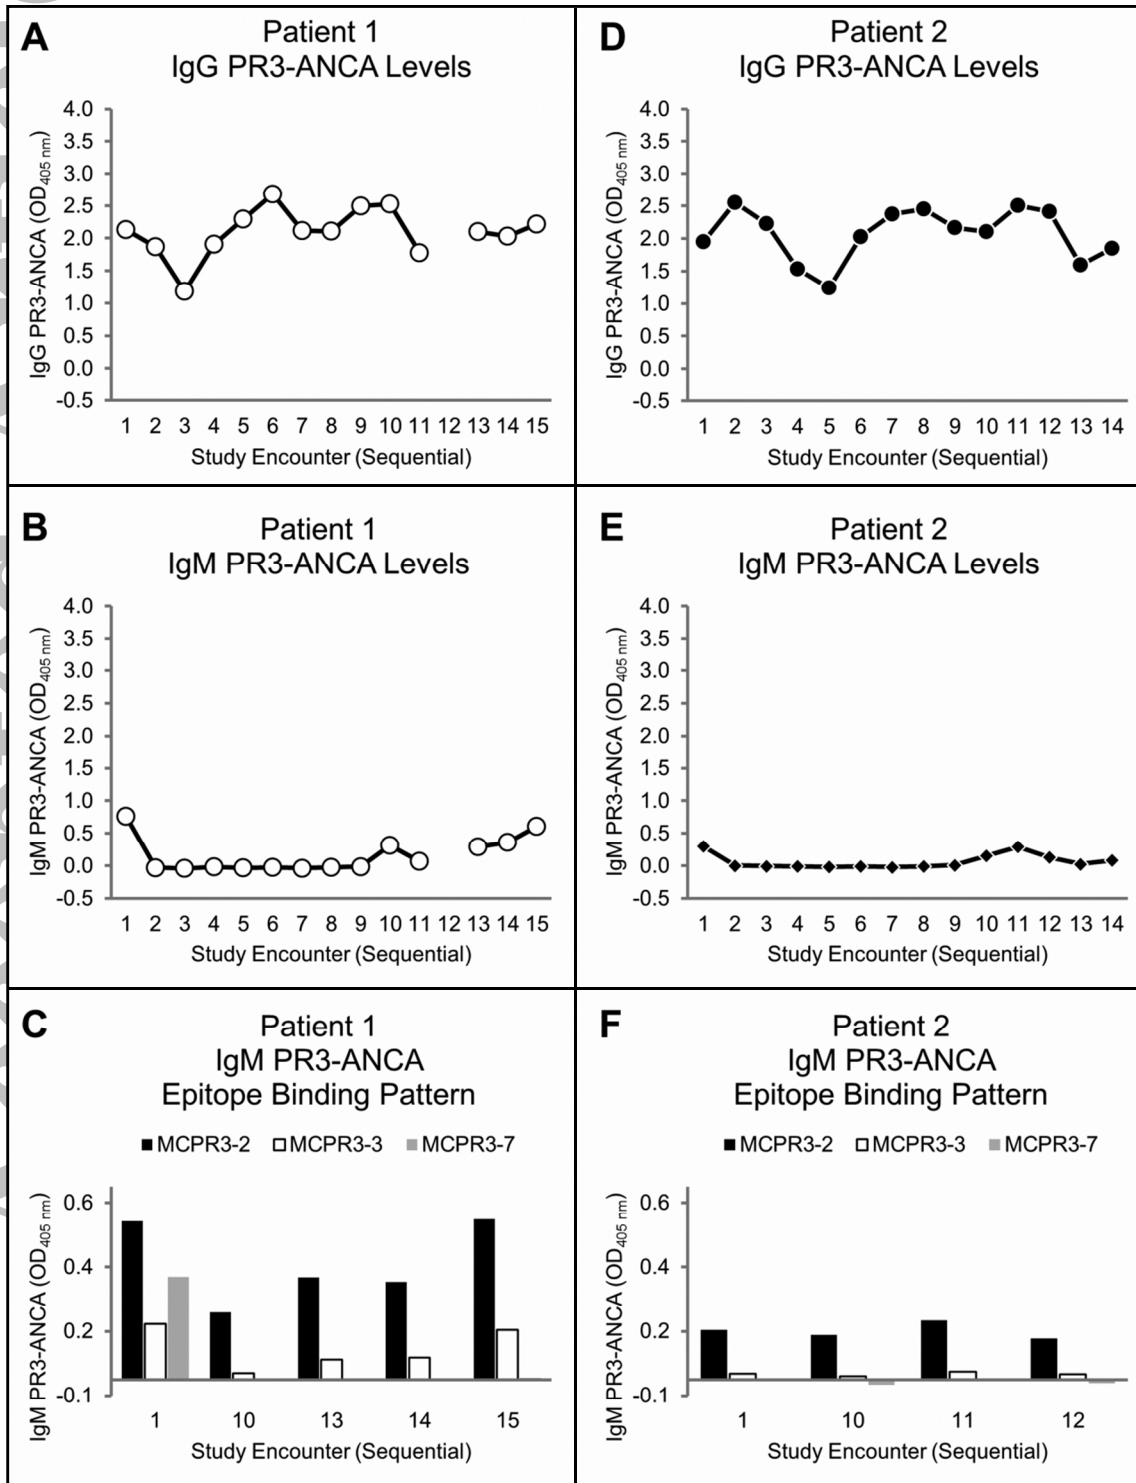 A
Patient 1
IgG PR3-ANCA Levels
IgG PR3-ANCA (OD405 nm)
4.0
3.5
3.0
2.5
2.0
1.5
1.0
0.5
0.0
-0.5
1 2 3 4 5 6 7 8 9 10 11 12 13 14 15
Study Encounter (Sequential)
D
Patient 2
IgG PR3-ANCA Levels
IgG PR3-ANCA (OD405 nm)
4.0
3.5
3.0
2.5
2.0
1.5
1.0
0.5
0.0
-0.5
1 2 3 4 5 6 7 8 9 10 11 12 13 14
Study Encounter (Sequential)
B
Patient 1
IgM PR3-ANCA Levels
IgM PR3-ANCA (OD405 nm)
4.0
3.5
3.0
2.5
2.0
1.5
1.0
0.5
0.0
-0.5
1 2 3 4 5 6 7 8 9 10 11 12 13 14 15
Study Encounter (Sequential)
E
Patient 2
IgM PR3-ANCA Levels
IgM PR3-ANCA (OD405 nm)
4.0
3.5
3.0
2.5
2.0
1.5
1.0
0.5
0.0
-0.5
1 2 3 4 5 6 7 8 9 10 11 12 13 14
Study Encounter (Sequential)
C
Patient 1
IgM PR3-ANCA
Epitope Binding Pattern
MCPR3-2 MCPR3-3 MCPR3-7
IgM PR3-ANCA (OD405 nm)
0.6
0.4
0.2
-0.1
1 10 13 14 15
Study Encounter (Sequential)
F
Patient 2
IgM PR3-ANCA
Epitope Binding Pattern
MCPR3-2 MCPR3-3 MCPR3-7
IgM PR3-ANCA (OD405 nm)
0.6
0.4
0.2
-0.1
1 10 11 12
Study Encounter (Sequential)